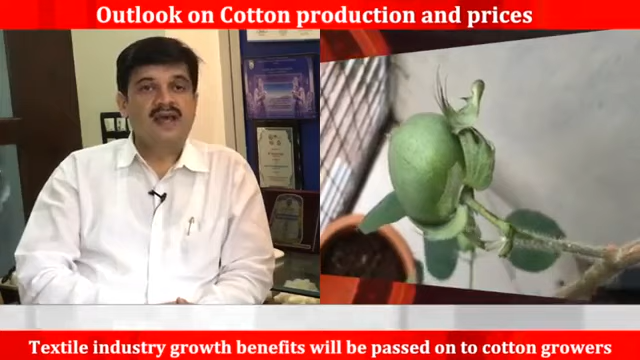 Outlook on Cotton production and prices
Textile industry growth benefits will be passed on to cotton growers